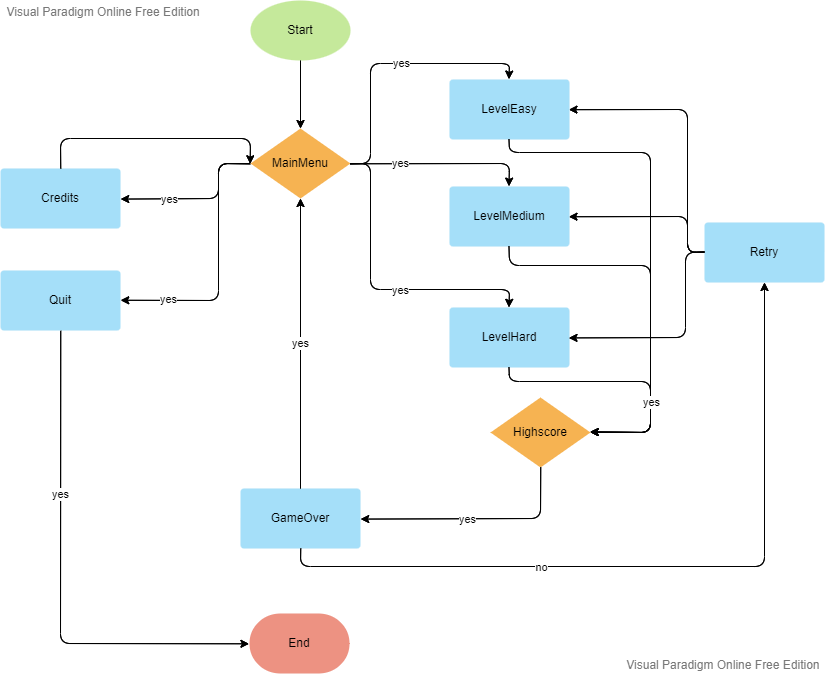 Visual Paradigm Online Free Edition
Start
yes
LevelEasy
MainMenu
yes
Credits
yes
LevelMedium
Retry
Quit
yes
yes
LevelHard
yes
yes
Highscore
yes
GameOver
yes
no
End
Visual Paradigm Online Free Edition